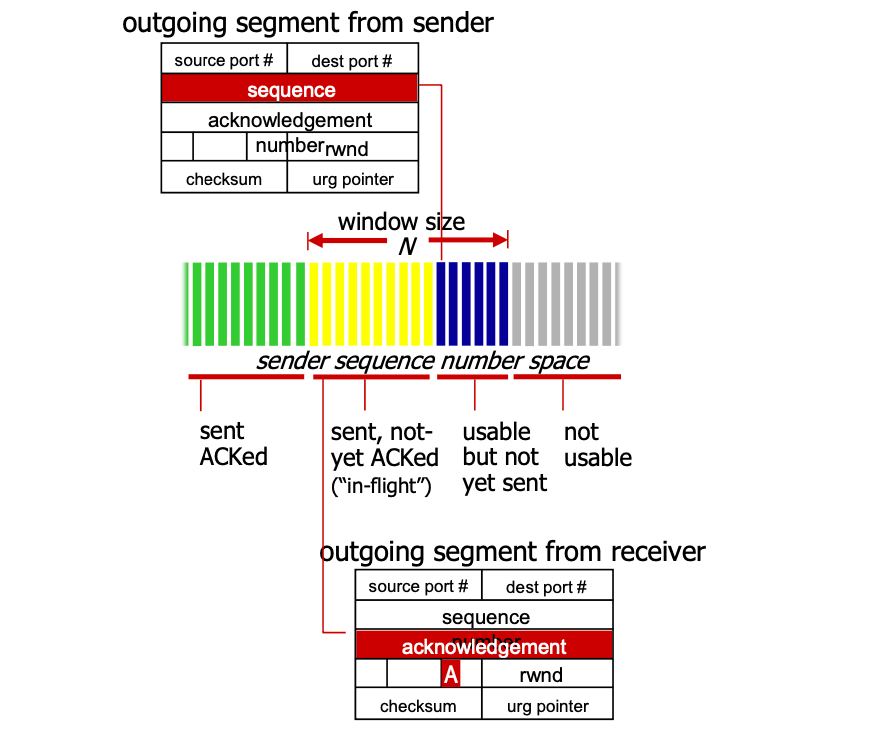 outgoing segment from sender
source port # dest port #
sequence
acknowledgement
number rwnd
checksum urg pointer
window size
N
sender sequence number space
sent
ACKed
sent, not-
yet ACKed
(“in-flight”)
usable
but not
yet sent
not
usable
outgoing segment from receiver
source port # dest port #
sequence
number
acknowledgement
A rwnd
checksum urg pointer